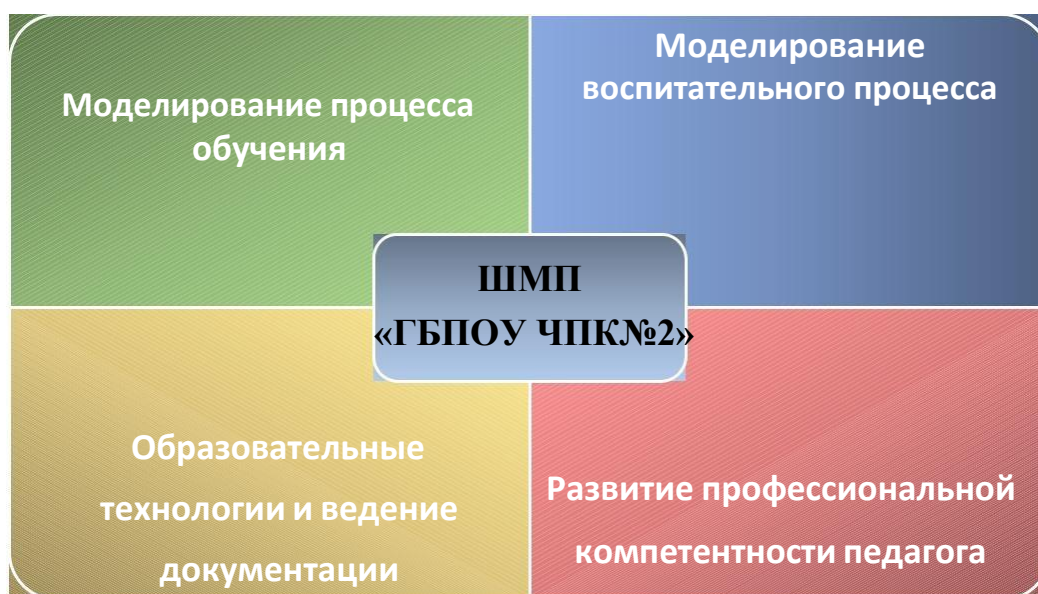 Моделирование процесса
обучения
Моделирование
воспитательного процесса
ШМП
«ГБПОУ ЧПК№2»
Образовательные
технологии и ведение
документации
Развитие профессиональной
компетентности педагога